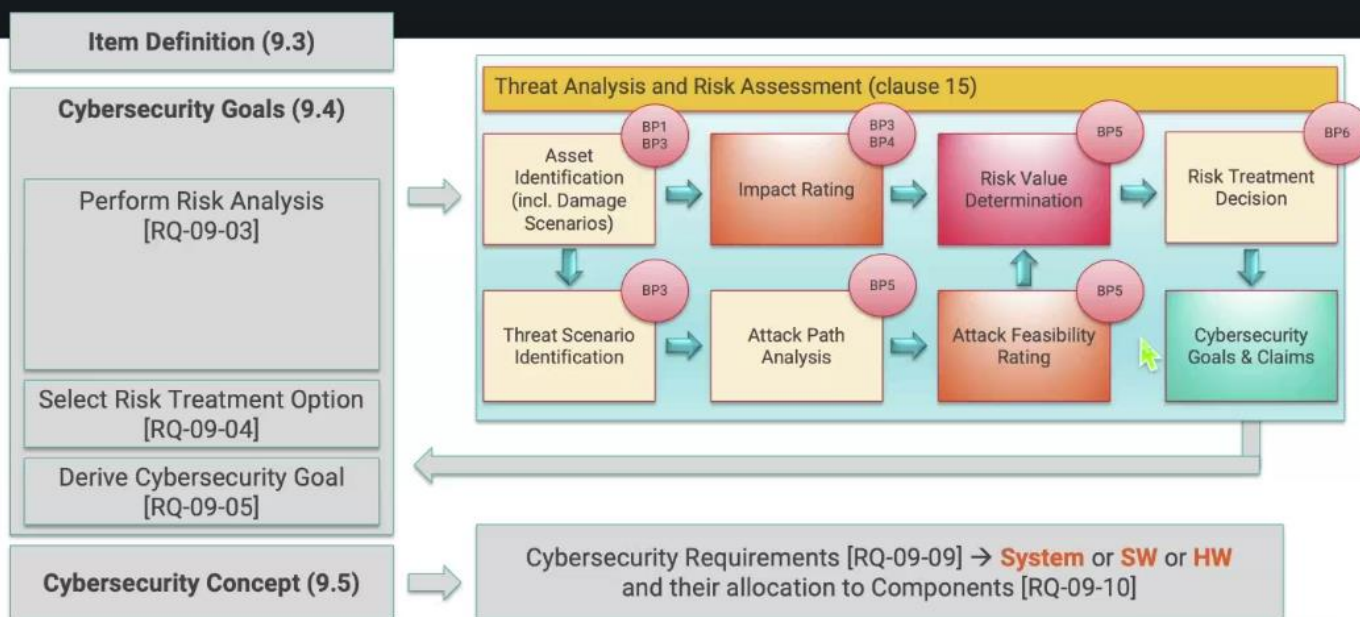 Item Definition (9.3)
Cybersecurity Goals (9.4)
Perform Risk Analysis
[RQ-09-03]
Select Risk Treatment Option
[RQ-09-04]
Derive Cybersecurity Goal
[RQ-09-05]
Cybersecurity Concept (9.5)
Threat Analysis and Risk Assessment (clause 15)
BP1
BP3
Asset
Identification
(incl. Damage
Scenarios)
BP3
BP4
Impact Rating
BP5
Risk Value
Determination
BP6
Risk Treatment
Decision
BP3
Threat Scenario
Identification
BP5
Attack Path
Analysis
BP5
Attack Feasibility
Rating
Cybersecurity
Goals & Claims
Cybersecurity Requirements [RQ-09-09] → System or SW or HW
and their allocation to Components [RQ-09-10]